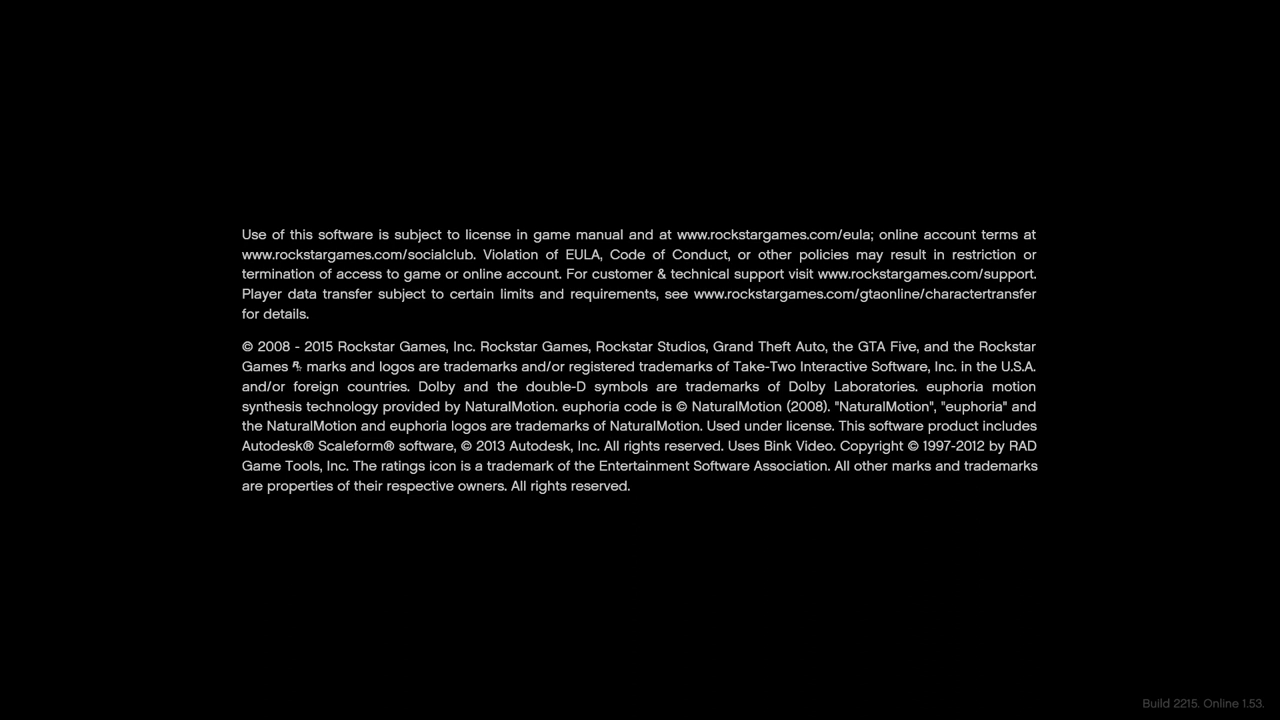 Use of this software is subject to license in game manual and at www.rockstargames.com/eula; online account terms at
www.rockstargames.com/socialclub. Violation of EULA, Code of Conduct, or other policies may result in restriction or
termination of access to game or online account. For customer & technical support visit www.rockstargames.com/support.
Player data transfer subject to certain limits and requirements, see www.rockstargames.com/gtaonline/charactertransfer
for details.
© 2008 - 2015 Rockstar Games, Inc. Rockstar Games, Rockstar Studios, Grand Theft Auto, the GTA Five, and the Rockstar
Games R* marks and logos are trademarks and/or registered trademarks of Take-Two Interactive Software, Inc. in the U.S.A.
and/or foreign countries. Dolby and the double-D symbols are trademarks of Dolby Laboratories. euphoria motion
synthesis technology provided by NaturalMotion. euphoria code is © NaturalMotion (2008). "NaturalMotion", "euphoria" and
the NaturalMotion and euphoria logos are trademarks of NaturalMotion. Used under license. This software product includes
Autodesk® Scaleform® software, © 2013 Autodesk, Inc. All rights reserved. Uses Bink Video. Copyright © 1997-2012 by RAD
Game Tools, Inc. The ratings icon is a trademark of the Entertainment Software Association. All other marks and trademarks
are properties of their respective owners. All rights reserved.
Build 2215. Online 1.53.